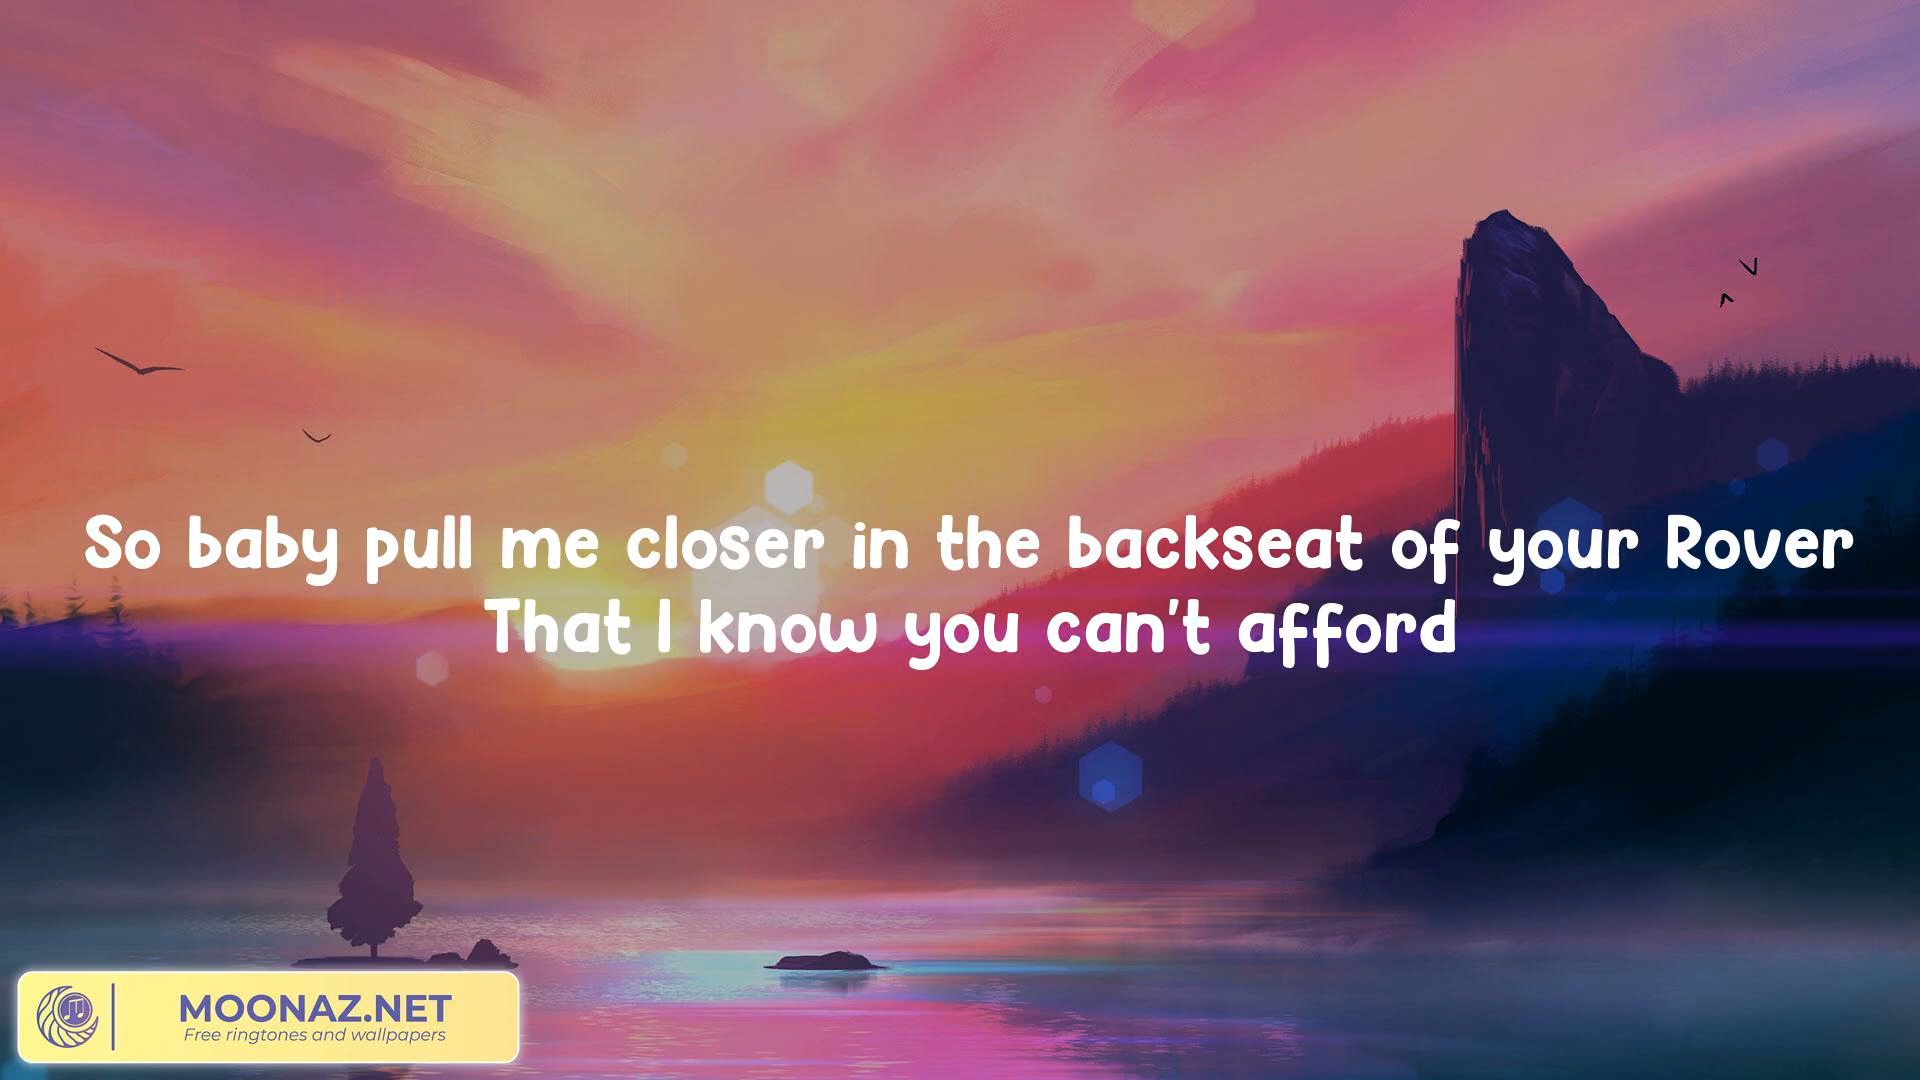 So baby pull me closer in the backseat of your Rover
That I know you can't afford
MOONAZ.NET
Free ringtones and wallpapers